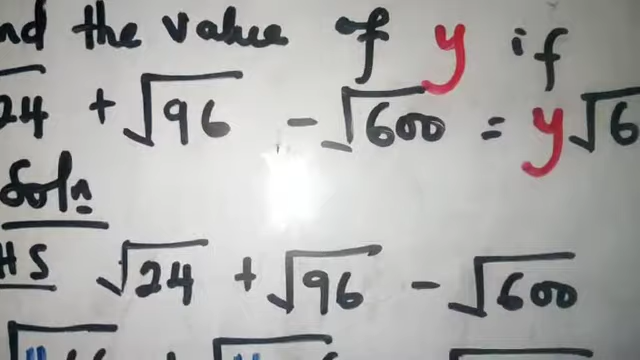 nd the value of y if
√24 + √96 - √600 = y√6
Soln
HS √24 + √96 - √600